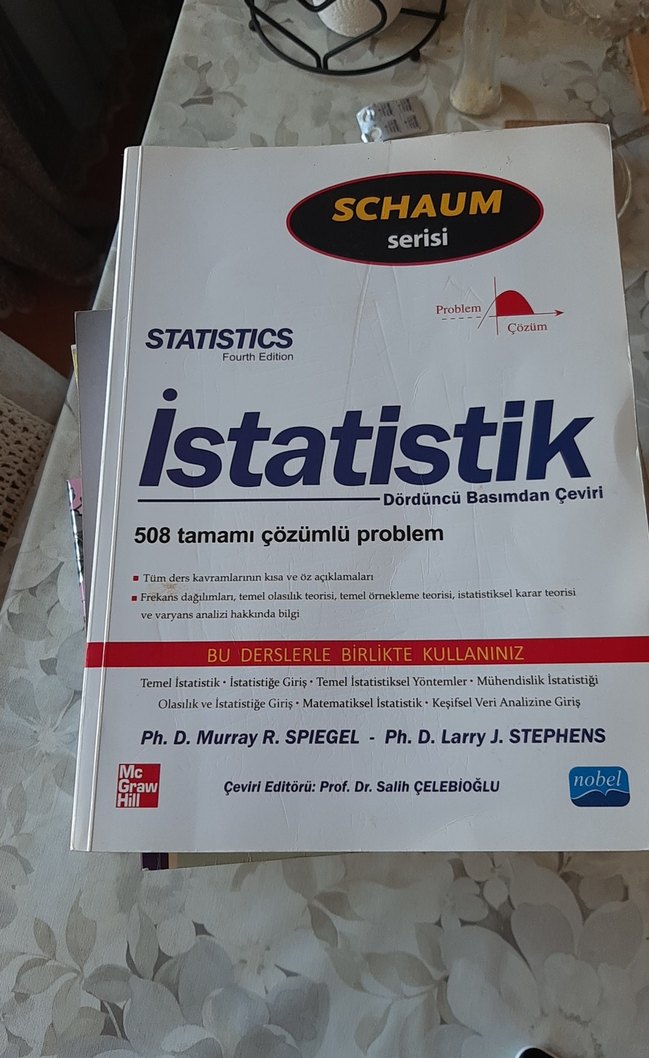 SCHAUM
serisi
Problem
Çözüm
STATISTICS
Fourth Edition
İstatistik
Dördüncü Basımdan Çeviri
508 tamamı çözümlü problem
Tüm ders kavramlarının kısa ve öz açıklamaları
Frekans dağılımları, temel olasılık teorisi, temel örnekleme teorisi, istatistiksel karar teorisi
ve varyans analizi hakkında bilgi
BU DERSLERLE BİRLİKTE KULLANINIZ
Temel İstatistik • İstatistiğe Giriş • Temel İstatistiksel Yöntemler • Mühendislik İstatistiği
Olasılık ve İstatistiğe Giriş • Matematiksel İstatistik • Keşifsel Veri Analizine Giriş
Ph. D. Murray R. SPIEGEL - Ph. D. Larry J. STEPHENS
Mc
Graw
Hill
Çeviri Editörü: Prof. Dr. Salih ÇELEBİOĞLU
nobel